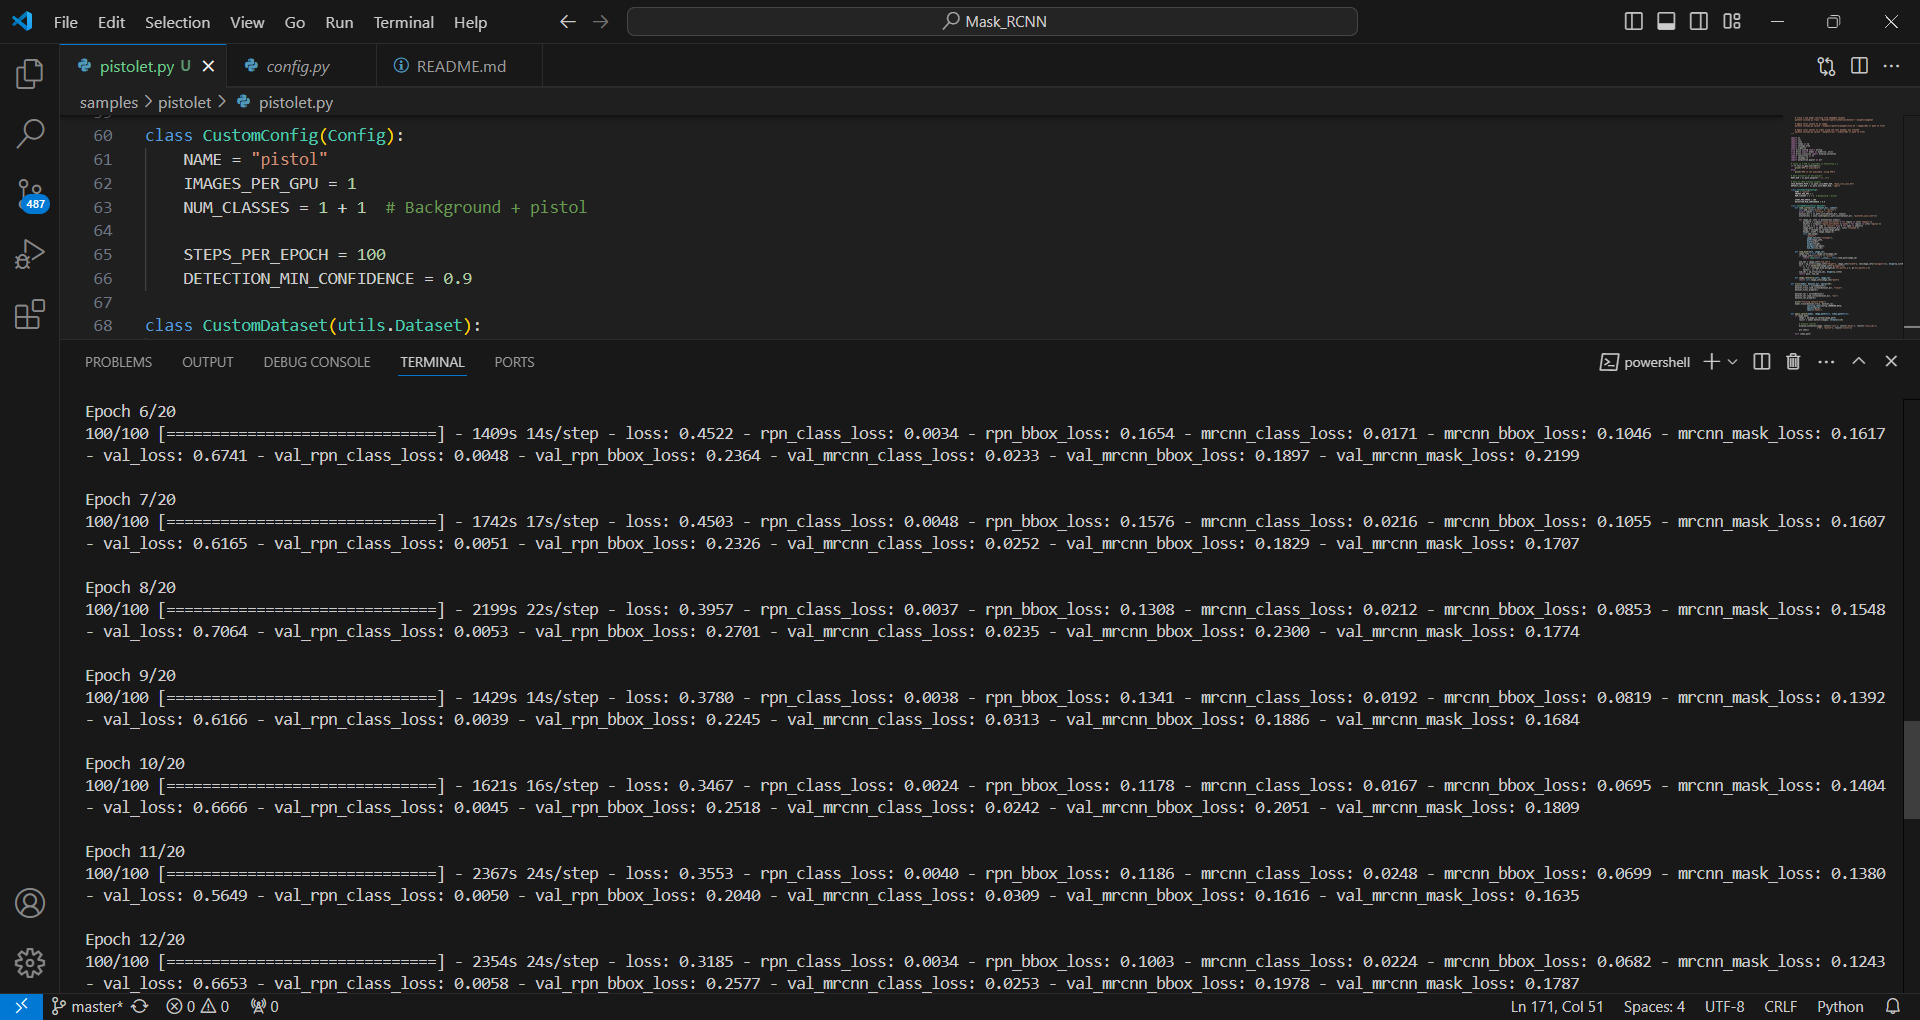 File Edit Selection View Go Run Terminal Help Mask_RCNN
pistolet.py U config.py README.md
samples > pistolet > pistolet.py
60 class CustomConfig(Config):
61 NAME = "pistol"
62 IMAGES_PER_GPU = 1
63 NUM_CLASSES = 1 + 1 # Background + pistol
64
65 STEPS_PER_EPOCH = 100
66 DETECTION_MIN_CONFIDENCE = 0.9
67
68 class CustomDataset(utils.Dataset):
487
PROBLEMS OUTPUT DEBUG CONSOLE TERMINAL PORTS powershell
Epoch 6/20
100/100 [==============================] - 1409s 14s/step - loss: 0.4522 - rpn_class_loss: 0.0034 - rpn_bbox_loss: 0.1654 - mrcnn_class_loss: 0.0171 - mrcnn_bbox_loss: 0.1046 - mrcnn_mask_loss: 0.1617
- val_loss: 0.6741 - val_rpn_class_loss: 0.0048 - val_rpn_bbox_loss: 0.2364 - val_mrcnn_class_loss: 0.0233 - val_mrcnn_bbox_loss: 0.1897 - val_mrcnn_mask_loss: 0.2199
Epoch 7/20
100/100 [==============================] - 1742s 17s/step - loss: 0.4503 - rpn_class_loss: 0.0048 - rpn_bbox_loss: 0.1576 - mrcnn_class_loss: 0.0216 - mrcnn_bbox_loss: 0.1055 - mrcnn_mask_loss: 0.1607
- val_loss: 0.6165 - val_rpn_class_loss: 0.0051 - val_rpn_bbox_loss: 0.2326 - val_mrcnn_class_loss: 0.0252 - val_mrcnn_bbox_loss: 0.1829 - val_mrcnn_mask_loss: 0.1707
Epoch 8/20
100/100 [==============================] - 2199s 22s/step - loss: 0.3957 - rpn_class_loss: 0.0037 - rpn_bbox_loss: 0.1308 - mrcnn_class_loss: 0.0212 - mrcnn_bbox_loss: 0.0853 - mrcnn_mask_loss: 0.1548
- val_loss: 0.7064 - val_rpn_class_loss: 0.0053 - val_rpn_bbox_loss: 0.2701 - val_mrcnn_class_loss: 0.0235 - val_mrcnn_bbox_loss: 0.2300 - val_mrcnn_mask_loss: 0.1774
Epoch 9/20
100/100 [==============================] - 1429s 14s/step - loss: 0.3780 - rpn_class_loss: 0.0038 - rpn_bbox_loss: 0.1341 - mrcnn_class_loss: 0.0192 - mrcnn_bbox_loss: 0.0819 - mrcnn_mask_loss: 0.1392
- val_loss: 0.6166 - val_rpn_class_loss: 0.0039 - val_rpn_bbox_loss: 0.2245 - val_mrcnn_class_loss: 0.0313 - val_mrcnn_bbox_loss: 0.1886 - val_mrcnn_mask_loss: 0.1684
Epoch 10/20
100/100 [==============================] - 1621s 16s/step - loss: 0.3467 - rpn_class_loss: 0.0024 - rpn_bbox_loss: 0.1178 - mrcnn_class_loss: 0.0167 - mrcnn_bbox_loss: 0.0695 - mrcnn_mask_loss: 0.1404
- val_loss: 0.6666 - val_rpn_class_loss: 0.0045 - val_rpn_bbox_loss: 0.2518 - val_mrcnn_class_loss: 0.0242 - val_mrcnn_bbox_loss: 0.2051 - val_mrcnn_mask_loss: 0.1809
Epoch 11/20
100/100 [==============================] - 2367s 24s/step - loss: 0.3553 - rpn_class_loss: 0.0040 - rpn_bbox_loss: 0.1186 - mrcnn_class_loss: 0.0248 - mrcnn_bbox_loss: 0.0699 - mrcnn_mask_loss: 0.1380
- val_loss: 0.5649 - val_rpn_class_loss: 0.0050 - val_rpn_bbox_loss: 0.2040 - val_mrcnn_class_loss: 0.0309 - val_mrcnn_bbox_loss: 0.1616 - val_mrcnn_mask_loss: 0.1635
Epoch 12/20
100/100 [==============================] - 2354s 24s/step - loss: 0.3185 - rpn_class_loss: 0.0034 - rpn_bbox_loss: 0.1003 - mrcnn_class_loss: 0.0224 - mrcnn_bbox_loss: 0.0682 - mrcnn_mask_loss: 0.1243
- val_loss: 0.6653 - val_rpn_class_loss: 0.0058 - val_rpn_bbox_loss: 0.2577 - val_mrcnn_class_loss: 0.0253 - val_mrcnn_bbox_loss: 0.1978 - val_mrcnn_mask_loss: 0.1787
master* 0 0 0 Ln 171, Col 51 Spaces: 4 UTF-8 CRLF Python